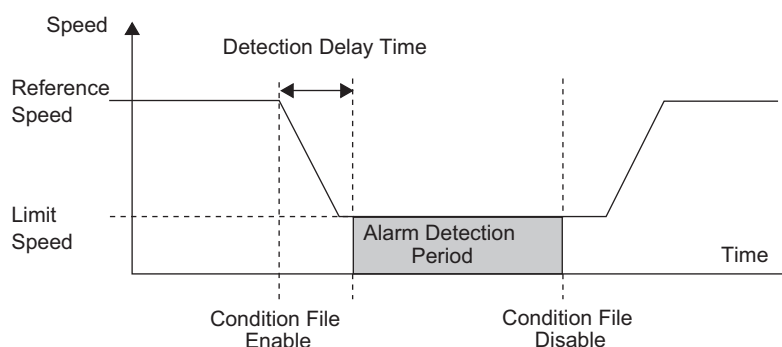 Speed
Detection Delay Time
Reference
Speed
Limit
Speed
Alarm Detection
Period
Time
Condition File
Enable
Condition File
Disable